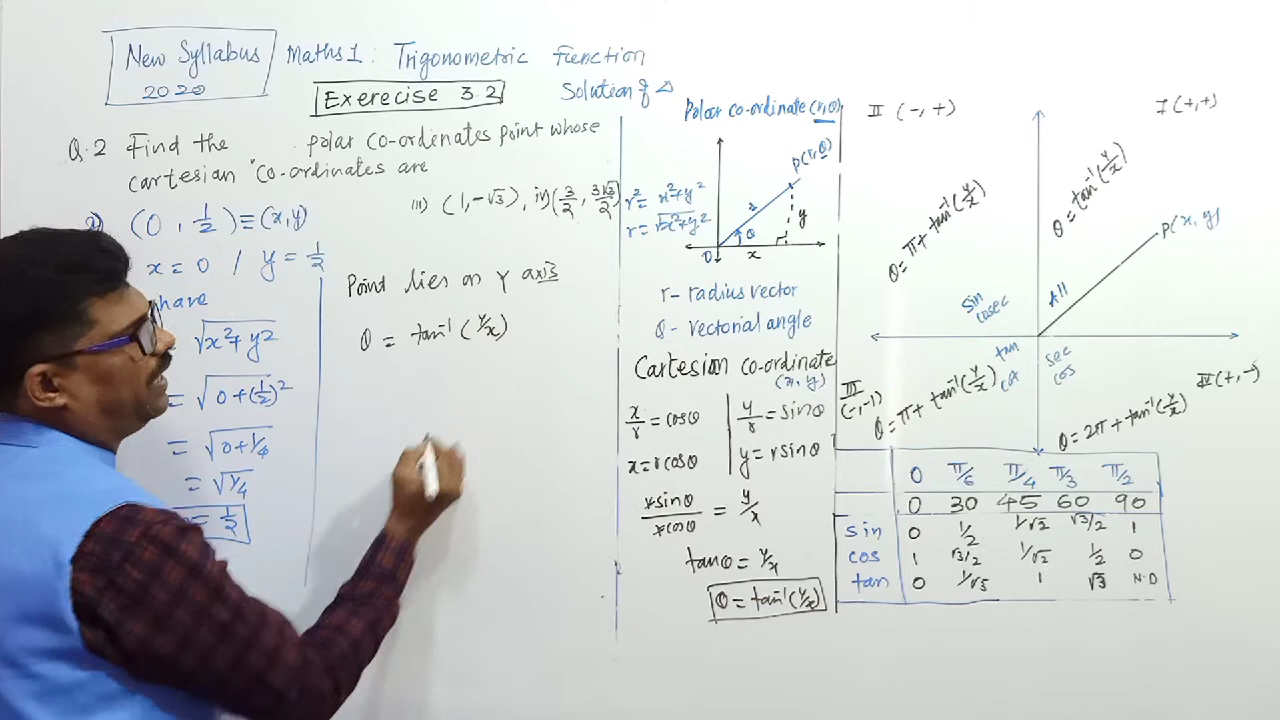 New Syllabus
2020
Maths 1 : Trigonometric Function
Exerecise 3.2
Solution of △
Q.2 Find the polar co-ordenates point whose
cartesian co-ordenates are
iii) (1, -√3), iv) (3/2, 3√3/2)
(0, 1/2) ≡ (x, y)
x = 0 / y = 1/2
have
√x²+y²
= √0+(1/2)²
= √0+1/4
= √1/4
= 1/2
Point lies on Y axis
θ = tan⁻¹(y/x)
Polar co-ordinate (r, θ)
r² = x²+y²
r = √x²+y²
P(r, θ)
r
y
θ
O
x
r - radius vector
θ - vectorial angle
Cartesian co-ordinate
(x, y)
x/r = cosθ
y/r = sinθ
x = r cosθ
y = r sinθ
r sinθ / r cosθ = y/x
tanθ = y/x
θ = tan⁻¹(y/x)
II (-, +)
I (+, +)
θ = π + tan⁻¹(y/x)
θ = tan⁻¹(y/x)
P(x, y)
Sin
cosec
All
tan
cot
sec
cos
III
(-, -1)
θ = π + tan⁻¹(y/x)
IV (+, -)
θ = 2π + tan⁻¹(y/x)
0 π/6 π/4 π/3 π/2
0 30 45 60 90
sin 0 1/2 1/√2 √3/2 1
cos 1 √3/2 1/√2 1/2 0
tan 0 1/√3 1 √3 N.D